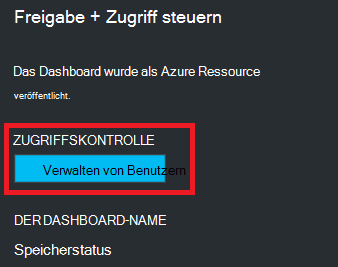 Freigabe + Zugriff steuern
Das Dashboard wurde als Azure Ressource
veröffentlicht.
ZUGRIFFSKONTROLLE
Verwalten von Benutzern
DER DASHBOARD-NAME
Speicherstatus